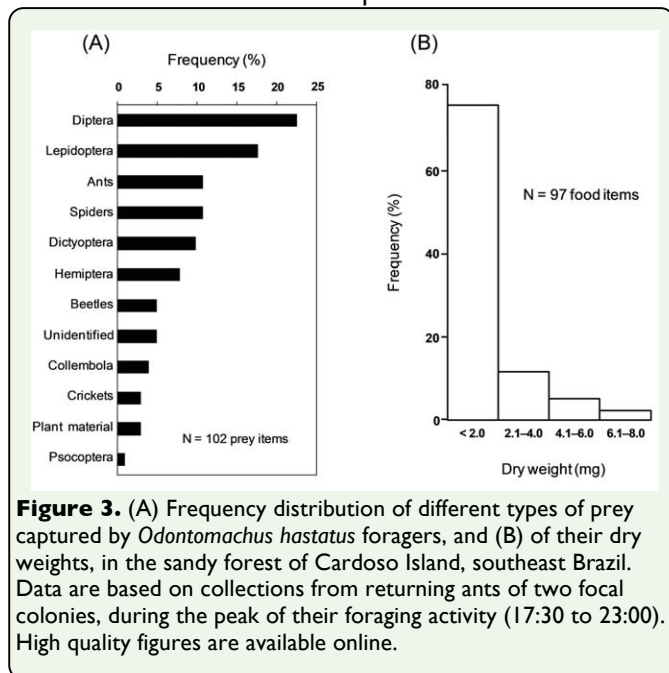 (A)
Frequency (%)
0 5 10 15 20 25
Diptera
Lepidoptera
Ants
Spiders
Dictyoptera
Hemiptera
Beetles
Unidentified
Collembola
Crickets
Plant material
Psocoptera
N = 102 prey items
(B)
80
60
40
20
0
Frequency (%)
N = 97 food items
< 2.0 2.1–4.0 4.1–6.0 6.1–8.0
Dry weight (mg)
Figure 3. (A) Frequency distribution of different types of prey
captured by Odontomachus hastatus foragers, and (B) of their dry
weights, in the sandy forest of Cardoso Island, southeast Brazil.
Data are based on collections from returning ants of two focal
colonies, during the peak of their foraging activity (17:30 to 23:00).
High quality figures are available online.